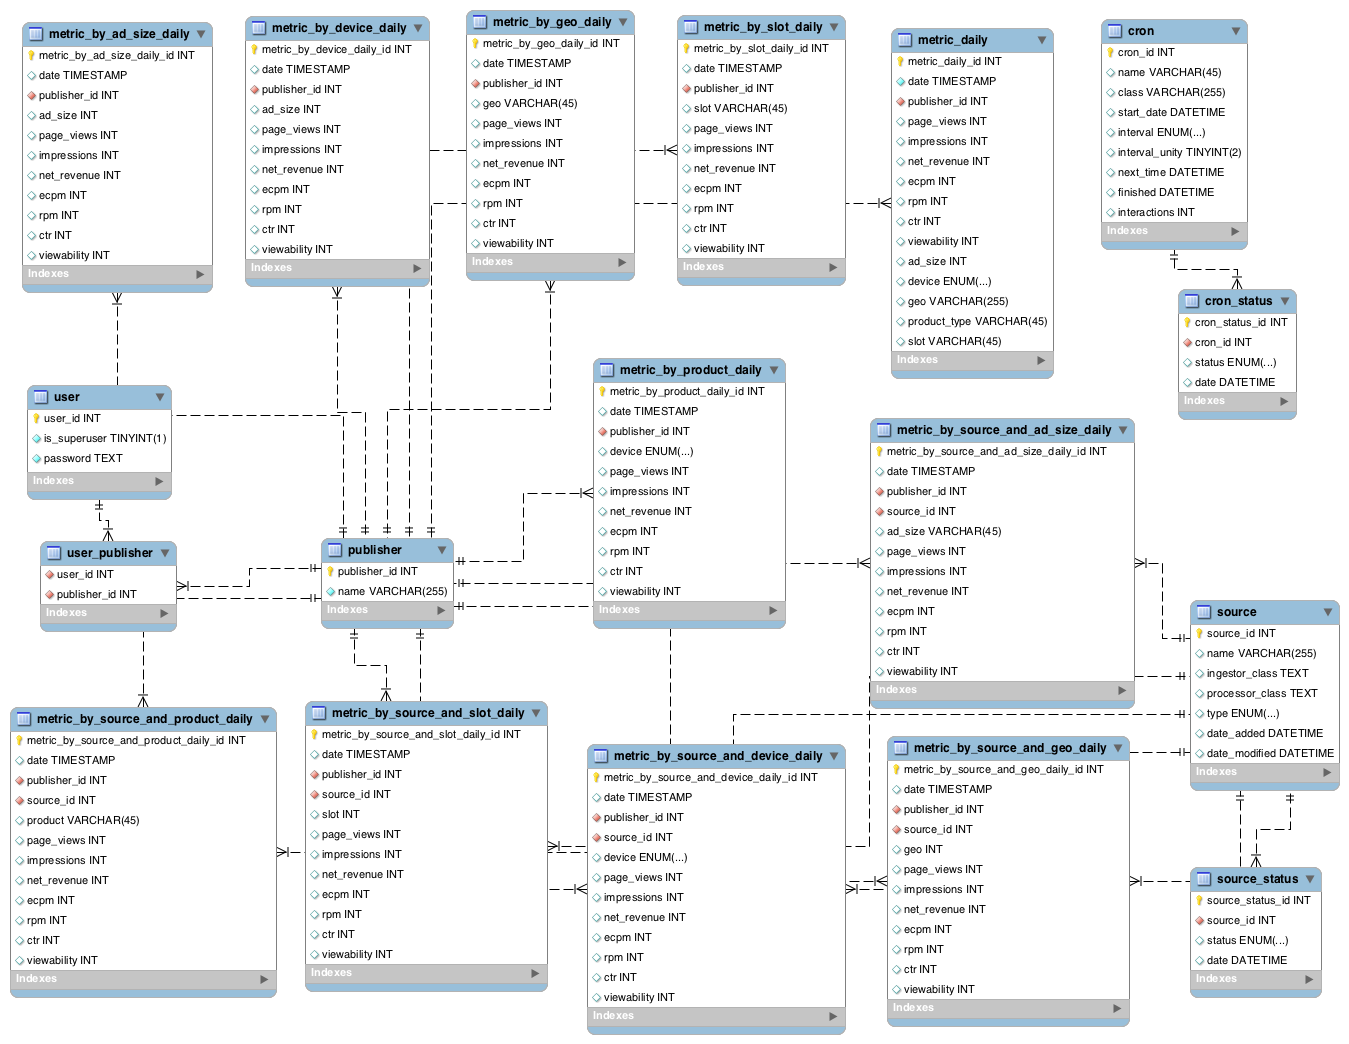 metric_by_ad_size_daily
metric_by_ad_size_daily_id INT
date TIMESTAMP
publisher_id INT
ad_size INT
page_views INT
impressions INT
net_revenue INT
ecpm INT
rpm INT
ctr INT
viewability INT
Indexes
metric_by_device_daily
metric_by_device_daily_id INT
date TIMESTAMP
publisher_id INT
ad_size INT
page_views INT
impressions INT
net_revenue INT
ecpm INT
rpm INT
ctr INT
viewability INT
Indexes
metric_by_geo_daily
metric_by_geo_daily_id INT
date TIMESTAMP
publisher_id INT
geo VARCHAR(45)
page_views INT
impressions INT
net_revenue INT
ecpm INT
rpm INT
ctr INT
viewability INT
Indexes
metric_by_slot_daily
metric_by_slot_daily_id INT
date TIMESTAMP
publisher_id INT
slot VARCHAR(45)
page_views INT
impressions INT
net_revenue INT
ecpm INT
rpm INT
ctr INT
viewability INT
Indexes
metric_daily
metric_daily_id INT
date TIMESTAMP
publisher_id INT
page_views INT
impressions INT
net_revenue INT
ecpm INT
rpm INT
ctr INT
viewability INT
ad_size INT
device ENUM(...)
geo VARCHAR(255)
product_type VARCHAR(45)
slot VARCHAR(45)
Indexes
cron
cron_id INT
name VARCHAR(45)
class VARCHAR(255)
start_date DATETIME
interval ENUM(...)
interval_unity TINYINT(2)
next_time DATETIME
finished DATETIME
interactions INT
Indexes
cron_status
cron_status_id INT
cron_id INT
status ENUM(...)
date DATETIME
Indexes
user
user_id INT
is_superuser TINYINT(1)
password TEXT
Indexes
user_publisher
user_id INT
publisher_id INT
Indexes
publisher
publisher_id INT
name VARCHAR(255)
Indexes
metric_by_product_daily
metric_by_product_daily_id INT
date TIMESTAMP
publisher_id INT
device ENUM(...)
page_views INT
impressions INT
net_revenue INT
ecpm INT
rpm INT
ctr INT
viewability INT
Indexes
metric_by_source_and_ad_size_daily
metric_by_source_and_ad_size_daily_id INT
date TIMESTAMP
publisher_id INT
source_id INT
ad_size VARCHAR(45)
page_views INT
impressions INT
net_revenue INT
ecpm INT
rpm INT
ctr INT
viewability INT
Indexes
source
source_id INT
name VARCHAR(255)
ingestor_class TEXT
processor_class TEXT
type ENUM(...)
date_added DATETIME
date_modified DATETIME
Indexes
metric_by_source_and_product_daily
metric_by_source_and_product_daily_id INT
date TIMESTAMP
publisher_id INT
source_id INT
product VARCHAR(45)
page_views INT
impressions INT
net_revenue INT
ecpm INT
rpm INT
ctr INT
viewability INT
Indexes
metric_by_source_and_slot_daily
metric_by_source_and_slot_daily_id INT
date TIMESTAMP
publisher_id INT
source_id INT
slot INT
page_views INT
impressions INT
net_revenue INT
ecpm INT
rpm INT
ctr INT
viewability INT
Indexes
metric_by_source_and_device_daily
metric_by_source_and_device_daily_id INT
date TIMESTAMP
publisher_id INT
source_id INT
device ENUM(...)
page_views INT
impressions INT
net_revenue INT
ecpm INT
rpm INT
ctr INT
viewability INT
Indexes
metric_by_source_and_geo_daily
metric_by_source_and_geo_daily_id INT
date TIMESTAMP
publisher_id INT
source_id INT
geo INT
page_views INT
impressions INT
net_revenue INT
ecpm INT
rpm INT
ctr INT
viewability INT
Indexes
source_status
source_status_id INT
source_id INT
status ENUM(...)
date DATETIME
Indexes